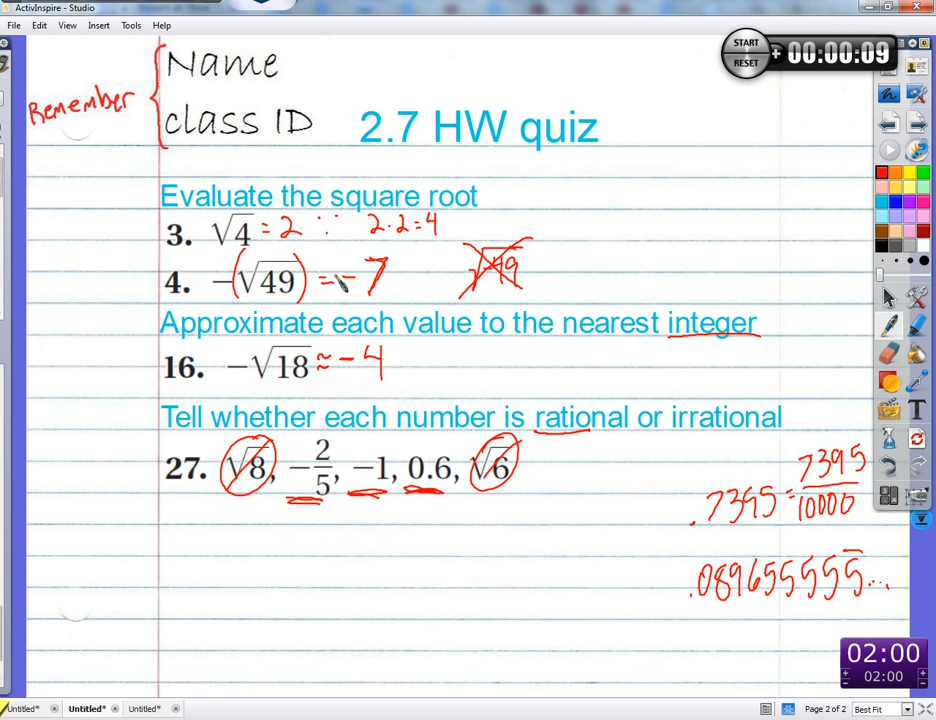 ActivInspire - Studio
File Edit View Insert Tools Help
START
RESET
00:00:09
Remember
Name
class ID
2.7 HW quiz
Evaluate the square root
3. √4 = 2 ∵ 2·2=4
4. -(√49) = -7 √-49
Approximate each value to the nearest integer
16. -√18 ≈ -4
Tell whether each number is rational or irrational
27. √8, -2/5, -1, 0.6, √6
.7395 = 7395/10000
.0896555555̅...
02:00
02:00
Untitled* Untitled* Untitled* Page 2 of 2 Best Fit